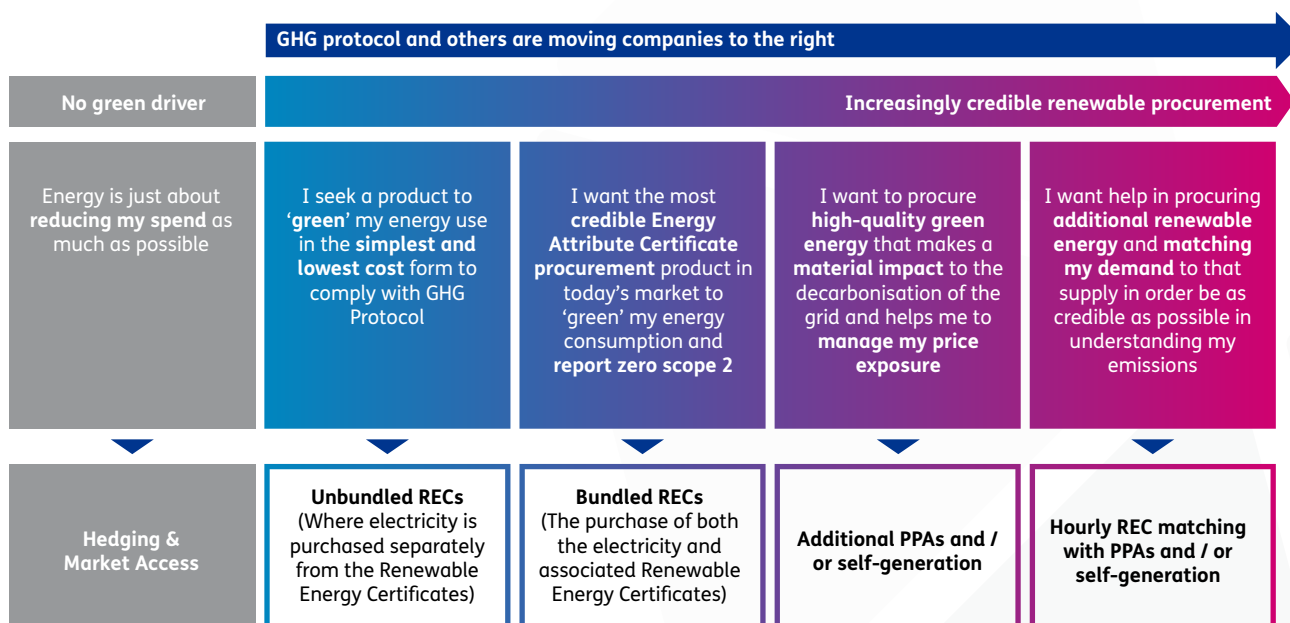 GHG protocol and others are moving companies to the right
No green driver
Increasingly credible renewable procurement
Energy is just about
reducing my spend as
much as possible
I seek a product to
‘green’ my energy use
in the simplest and
lowest cost form to
comply with GHG
Protocol
I want the most
credible Energy
Attribute Certificate
procurement product in
today’s market to
‘green’ my energy
consumption and
report zero scope 2
I want to procure
high-quality green
energy that makes a
material impact to the
decarbonisation of the
grid and helps me to
manage my price
exposure
I want help in procuring
additional renewable
energy and matching
my demand to that
supply in order be as
credible as possible in
understanding my
emissions
Hedging &
Market Access
Unbundled RECs
(Where electricity is
purchased separately
from the Renewable
Energy Certificates)
Bundled RECs
(The purchase of both
the electricity and
associated Renewable
Energy Certificates)
Additional PPAs and /
or self-generation
Hourly REC matching
with PPAs and / or
self-generation